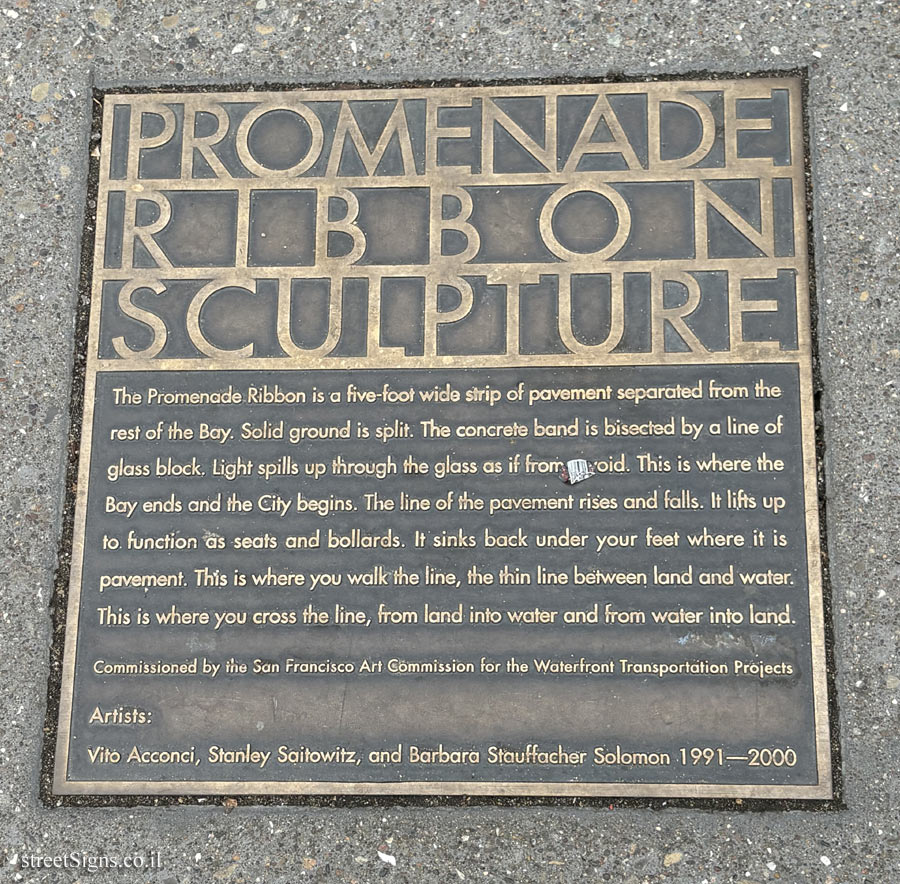 PROMENADE
RIBBON
SCULPTURE
The Promenade Ribbon is a five-foot wide strip of pavement separated from the
rest of the Bay. Solid ground is split. The concrete band is bisected by a line of
glass block. Light spills up through the glass as if from oid. This is where the
Bay ends and the City begins. The line of the pavement rises and falls. It lifts up
to function as seats and bollards. It sinks back under your feet where it is
pavement. This is where you walk the line, the thin line between land and water.
This is where you cross the line, from land into water and from water into land.
Commissioned by the San Francisco Art Commission for the Waterfront Transportation Projects
Artists:
Vito Acconci, Stanley Saitowitz, and Barbara Stauffacher Solomon 1991—2000
streetSigns.co.il